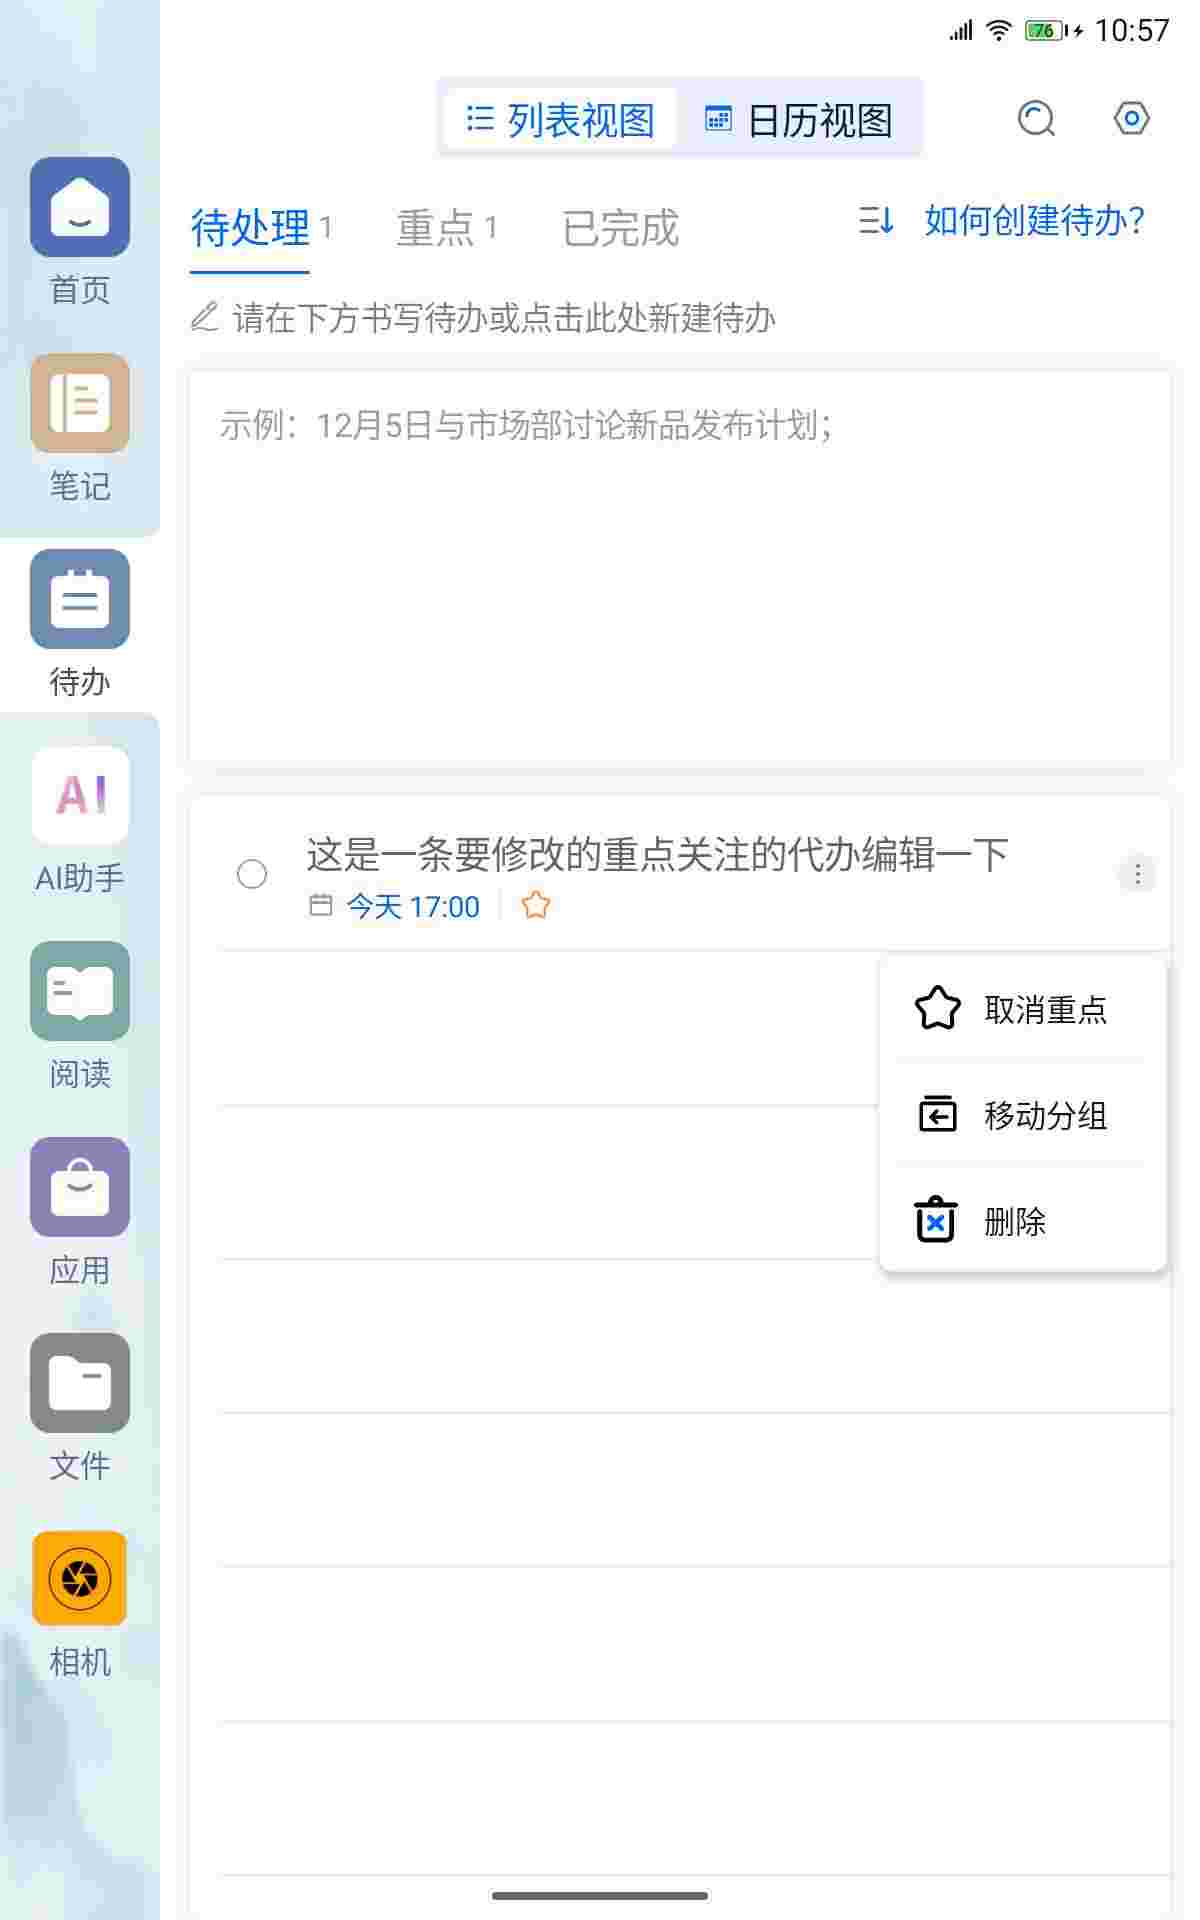 76 10:57
列表视图 日历视图
待处理 1 重点 1 已完成 如何创建待办?
请在下方书写待办或点击此处新建待办
示例：12月5日与市场部讨论新品发布计划；
这是一条要修改的重点关注的代办编辑一下
今天 17:00
取消重点
移动分组
删除
首页
笔记
待办
AI
AI助手
阅读
应用
文件
相机